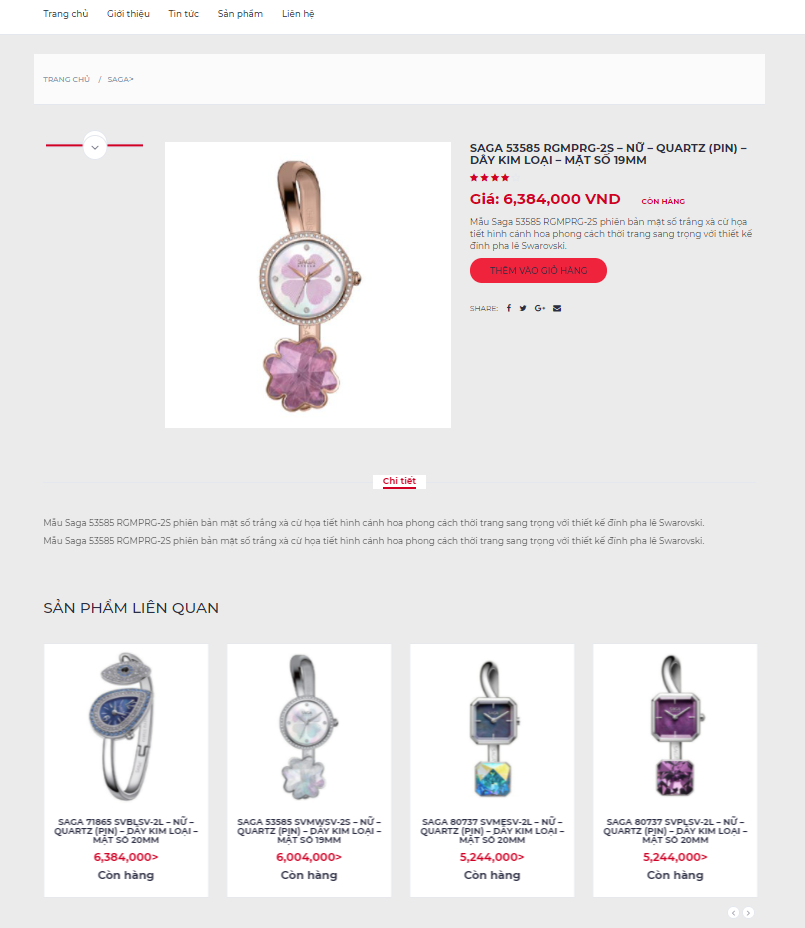 Trang chủ Giới thiệu Tin tức Sản phẩm Liên hệ
TRANG CHỦ / SAGA>
SAGA 53585 RGMPRG-2S – NỮ – QUARTZ (PIN) –
DÂY KIM LOẠI – MẶT SỐ 19MM
Giá: 6,384,000 VND CÒN HÀNG
Mẫu Saga 53585 RGMPRG-2S phiên bản mặt số trắng xà cừ họa
tiết hình cánh hoa phong cách thời trang sang trọng với thiết kế
đính pha lê Swarovski.
THÊM VÀO GIỎ HÀNG
SHARE:
Chi tiết
Mẫu Saga 53585 RGMPRG-2S phiên bản mặt số trắng xà cừ họa tiết hình cánh hoa phong cách thời trang sang trọng với thiết kế đính pha lê Swarovski.
Mẫu Saga 53585 RGMPRG-2S phiên bản mặt số trắng xà cừ họa tiết hình cánh hoa phong cách thời trang sang trọng với thiết kế đính pha lê Swarovski.
SẢN PHẨM LIÊN QUAN
SAGA 71865 SVBLSV-2L – NỮ –
QUARTZ (PIN) – DÂY KIM LOẠI –
MẶT SỐ 20MM
6,384,000>
Còn hàng
SAGA 53585 SVMWSV-2S – NỮ –
QUARTZ (PIN) – DÂY KIM LOẠI –
MẶT SỐ 19MM
6,004,000>
Còn hàng
SAGA 80737 SVMESV-2L – NỮ –
QUARTZ (PIN) – DÂY KIM LOẠI –
MẶT SỐ 20MM
5,244,000>
Còn hàng
SAGA 80737 SVPLSV-2L – NỮ –
QUARTZ (PIN) – DÂY KIM LOẠI –
MẶT SỐ 20MM
5,244,000>
Còn hàng